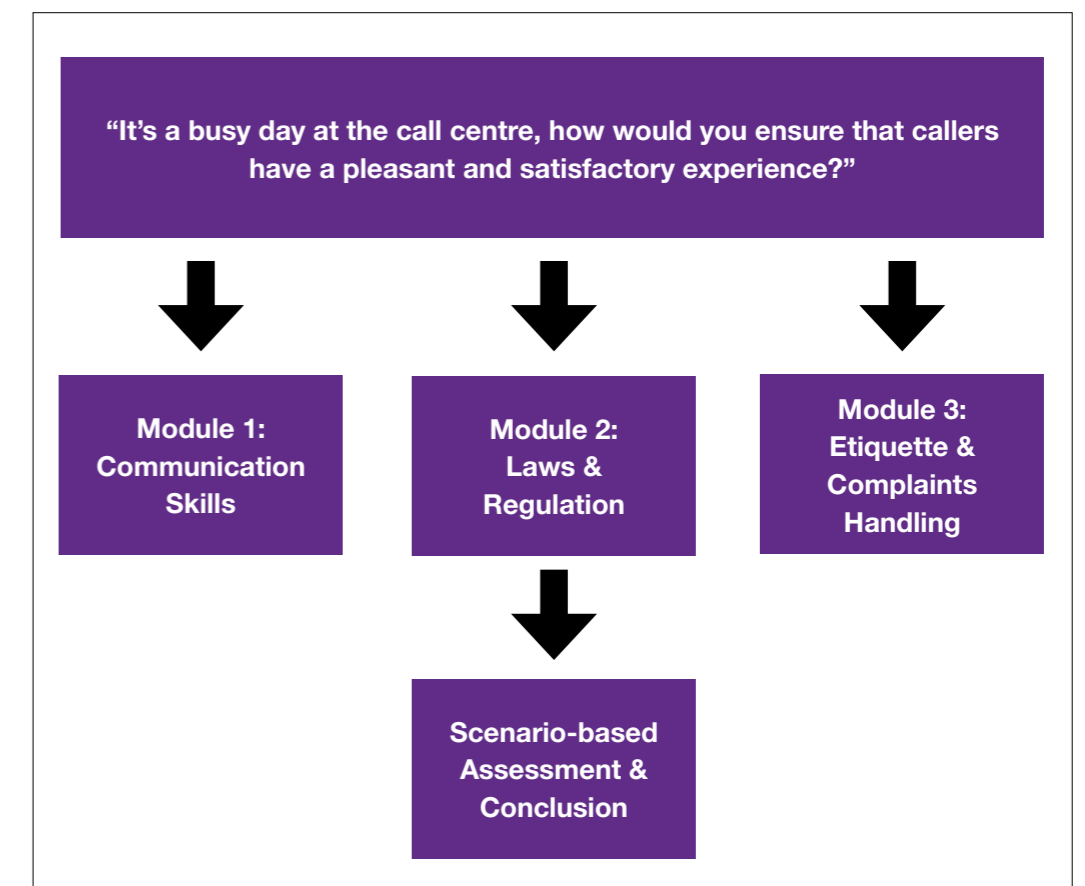 “It’s a busy day at the call centre, how would you ensure that callers
have a pleasant and satisfactory experience?”
Module 1:
Communication
Skills
Module 2:
Laws &
Regulation
Module 3:
Etiquette &
Complaints
Handling
Scenario-based
Assessment &
Conclusion